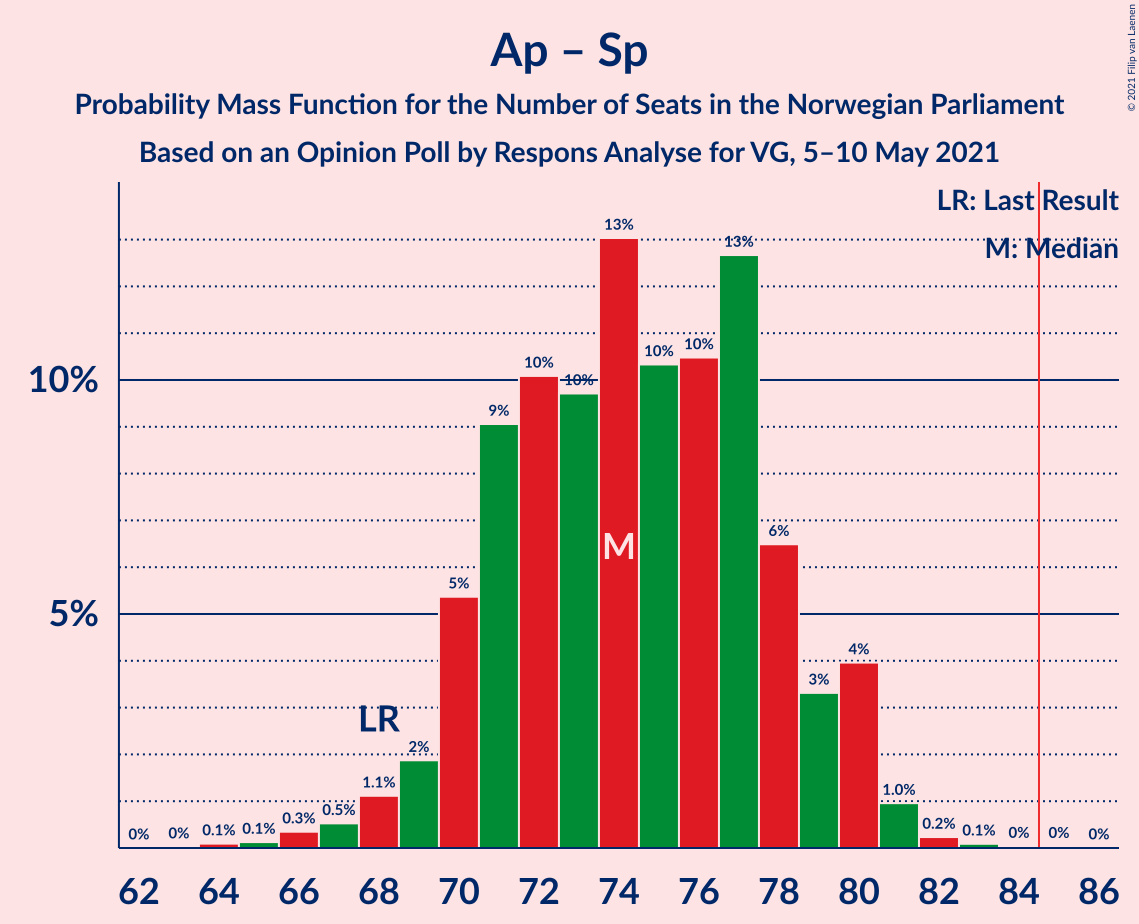 Ap – Sp
Probability Mass Function for the Number of Seats in the Norwegian Parliament
Based on an Opinion Poll by Respons Analyse for VG, 5–10 May 2021
© 2021 Filip van Laenen
LR: Last Result
M: Median
10%
5%
0% 0% 0.1% 0.1% 0.3% 0.5% 1.1% 2% 5% 9% 10% 10% 13% 10% 10% 13% 6% 3% 4% 1.0% 0.2% 0.1% 0% 0% 0%
LR
M
62 64 66 68 70 72 74 76 78 80 82 84 86